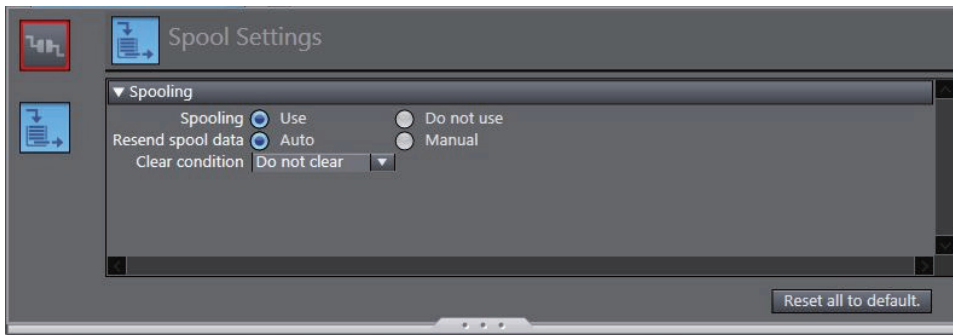 Spool Settings
▼ Spooling
Spooling Use Do not use
Resend spool data Auto Manual
Clear condition Do not clear
Reset all to default.